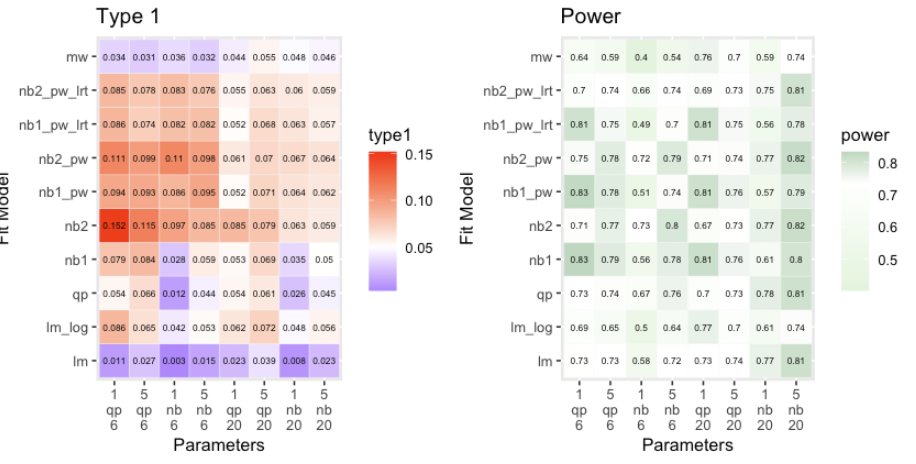 Type 1
Fit Model
mw 0.034 0.031 0.036 0.032 0.044 0.055 0.048 0.046
nb2_pw_lrt 0.085 0.078 0.083 0.076 0.055 0.063 0.06 0.059
nb1_pw_lrt 0.086 0.074 0.082 0.082 0.052 0.068 0.063 0.057
nb2_pw 0.111 0.099 0.11 0.098 0.061 0.07 0.067 0.064
nb1_pw 0.094 0.093 0.086 0.095 0.052 0.071 0.064 0.062
nb2 0.152 0.115 0.097 0.085 0.085 0.079 0.063 0.059
nb1 0.079 0.084 0.028 0.059 0.053 0.069 0.035 0.05
qp 0.054 0.066 0.012 0.044 0.054 0.061 0.026 0.045
lm_log 0.086 0.065 0.042 0.053 0.062 0.072 0.048 0.056
lm 0.011 0.027 0.003 0.015 0.023 0.039 0.008 0.023
1 5 1 5 1 5 1 5
qp qp nb nb qp qp nb nb
6 6 6 6 20 20 20 20
Parameters
type1
0.15
0.10
0.05
Power
Fit Model
mw 0.64 0.59 0.4 0.54 0.76 0.7 0.59 0.74
nb2_pw_lrt 0.7 0.74 0.66 0.74 0.69 0.73 0.75 0.81
nb1_pw_lrt 0.81 0.75 0.49 0.7 0.81 0.75 0.56 0.78
nb2_pw 0.75 0.78 0.72 0.79 0.71 0.74 0.77 0.82
nb1_pw 0.83 0.78 0.51 0.74 0.81 0.76 0.57 0.79
nb2 0.71 0.77 0.73 0.8 0.67 0.73 0.77 0.82
nb1 0.83 0.79 0.56 0.78 0.81 0.76 0.61 0.8
qp 0.73 0.74 0.67 0.76 0.7 0.73 0.78 0.81
lm_log 0.69 0.65 0.5 0.64 0.77 0.7 0.61 0.74
lm 0.73 0.73 0.58 0.72 0.73 0.74 0.77 0.81
1 5 1 5 1 5 1 5
qp qp nb nb qp qp nb nb
6 6 6 6 20 20 20 20
Parameters
power
0.8
0.7
0.6
0.5